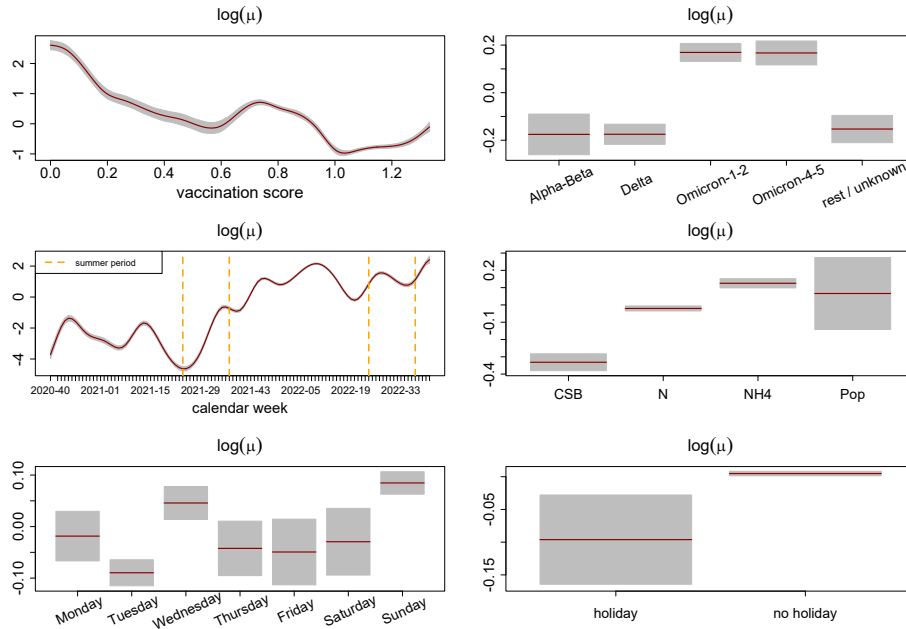 log(μ)
2
1
0
-1
0.0 0.2 0.4 0.6 0.8 1.0 1.2
vaccination score
log(μ)
0.2
0.0
-0.2
Alpha-Beta Delta Omicron-1-2 Omicron-4-5 rest / unknown
log(μ)
summer period
2
0
-2
-4
2020-40 2021-01 2021-15 2021-29 2021-43 2022-05 2022-19 2022-33
calendar week
log(μ)
0.2
-0.1
-0.4
CSB N NH4 Pop
log(μ)
0.10
0.00
-0.10
Monday Tuesday Wednesday Thursday Friday Saturday Sunday
log(μ)
-0.05
-0.15
holiday no holiday